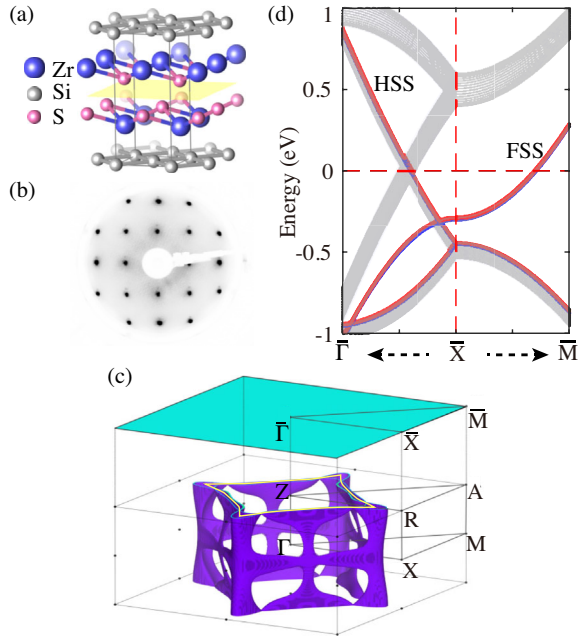 (a)
Zr
Si
S
(b)
(d)
1
0.5
0
-0.5
-1
Energy (eV)
HSS
FSS
Γ̅
X̅
M̅
(c)
Γ̅
X̅
M̅
Z
A
R
Γ
M
X